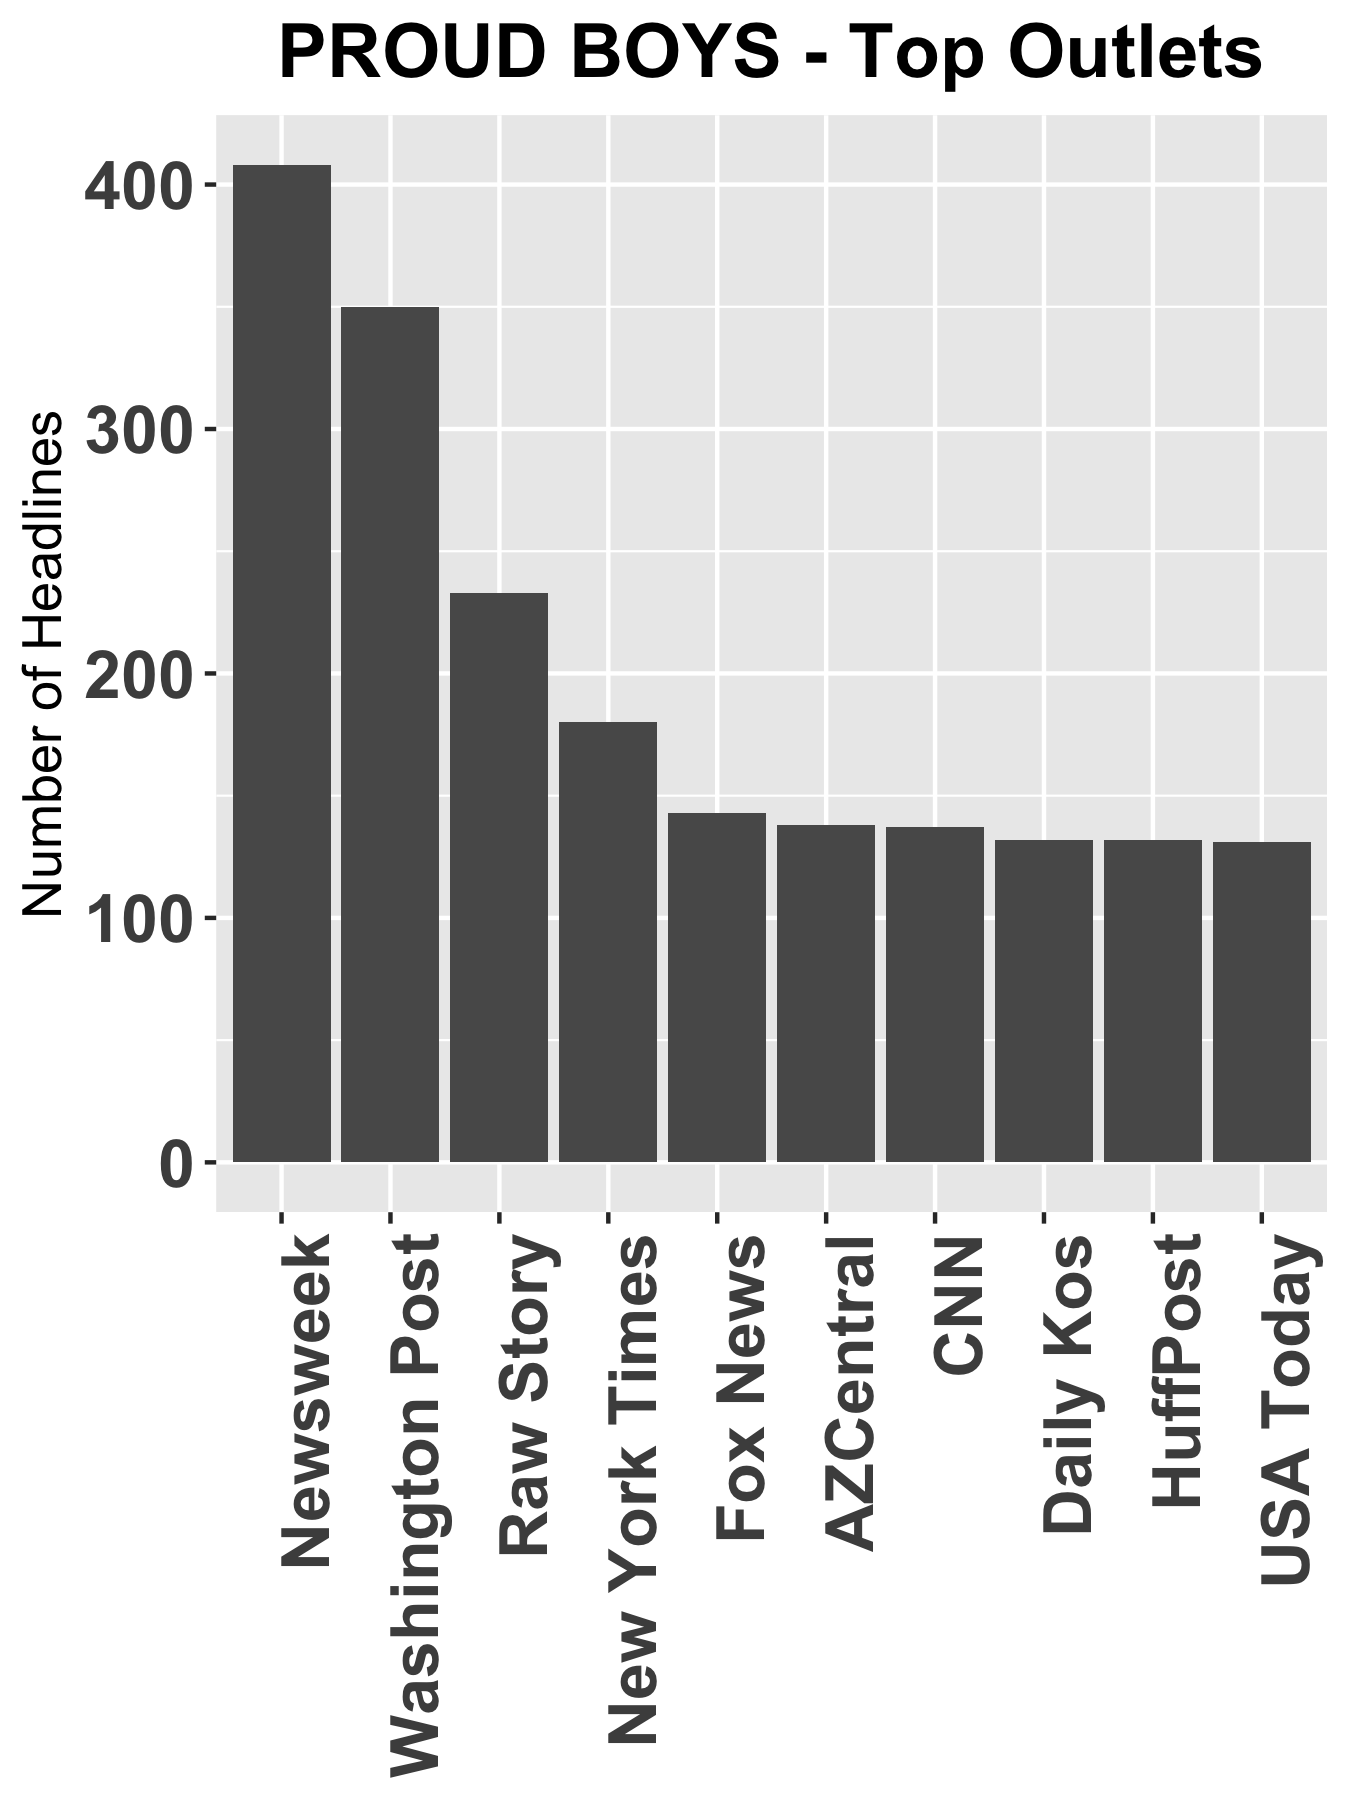 PROUD BOYS - Top Outlets
Number of Headlines
400
300
200
100
0
Newsweek
Washington Post
Raw Story
New York Times
Fox News
AZCentral
CNN
Daily Kos
HuffPost
USA Today